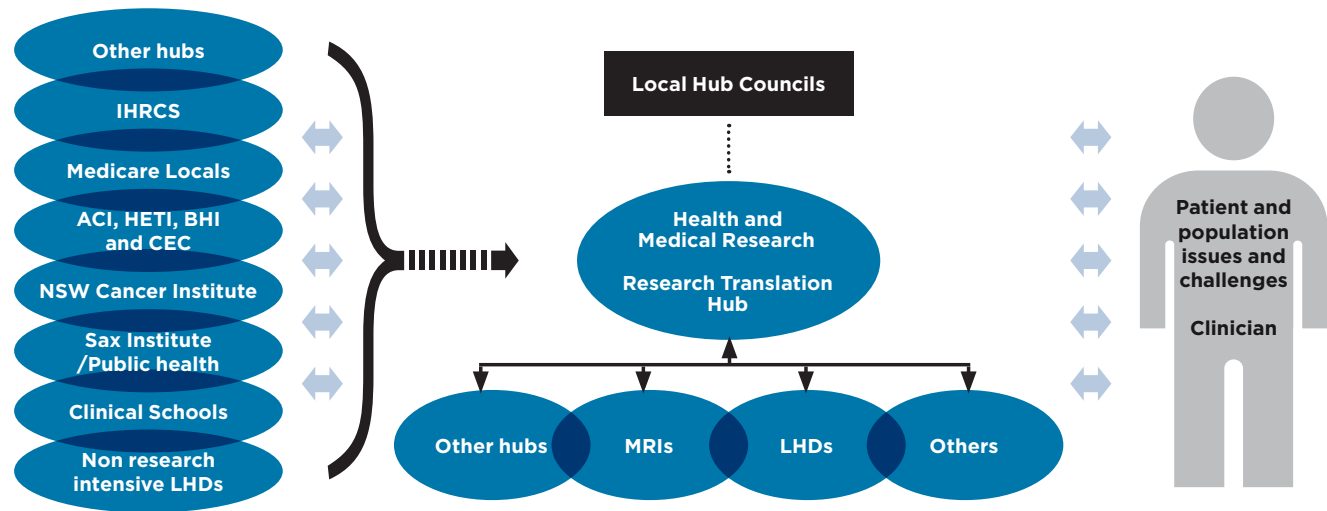 Other hubs
IHRCS
Medicare Locals
ACI, HETI, BHI
and CEC
NSW Cancer Institute
Sax Institute
/Public health
Clinical Schools
Non research
intensive LHDs
Local Hub Councils
Health and
Medical Research
Research Translation
Hub
Other hubs
MRIs
LHDs
Others
Patient and
population
issues and
challenges
Clinician